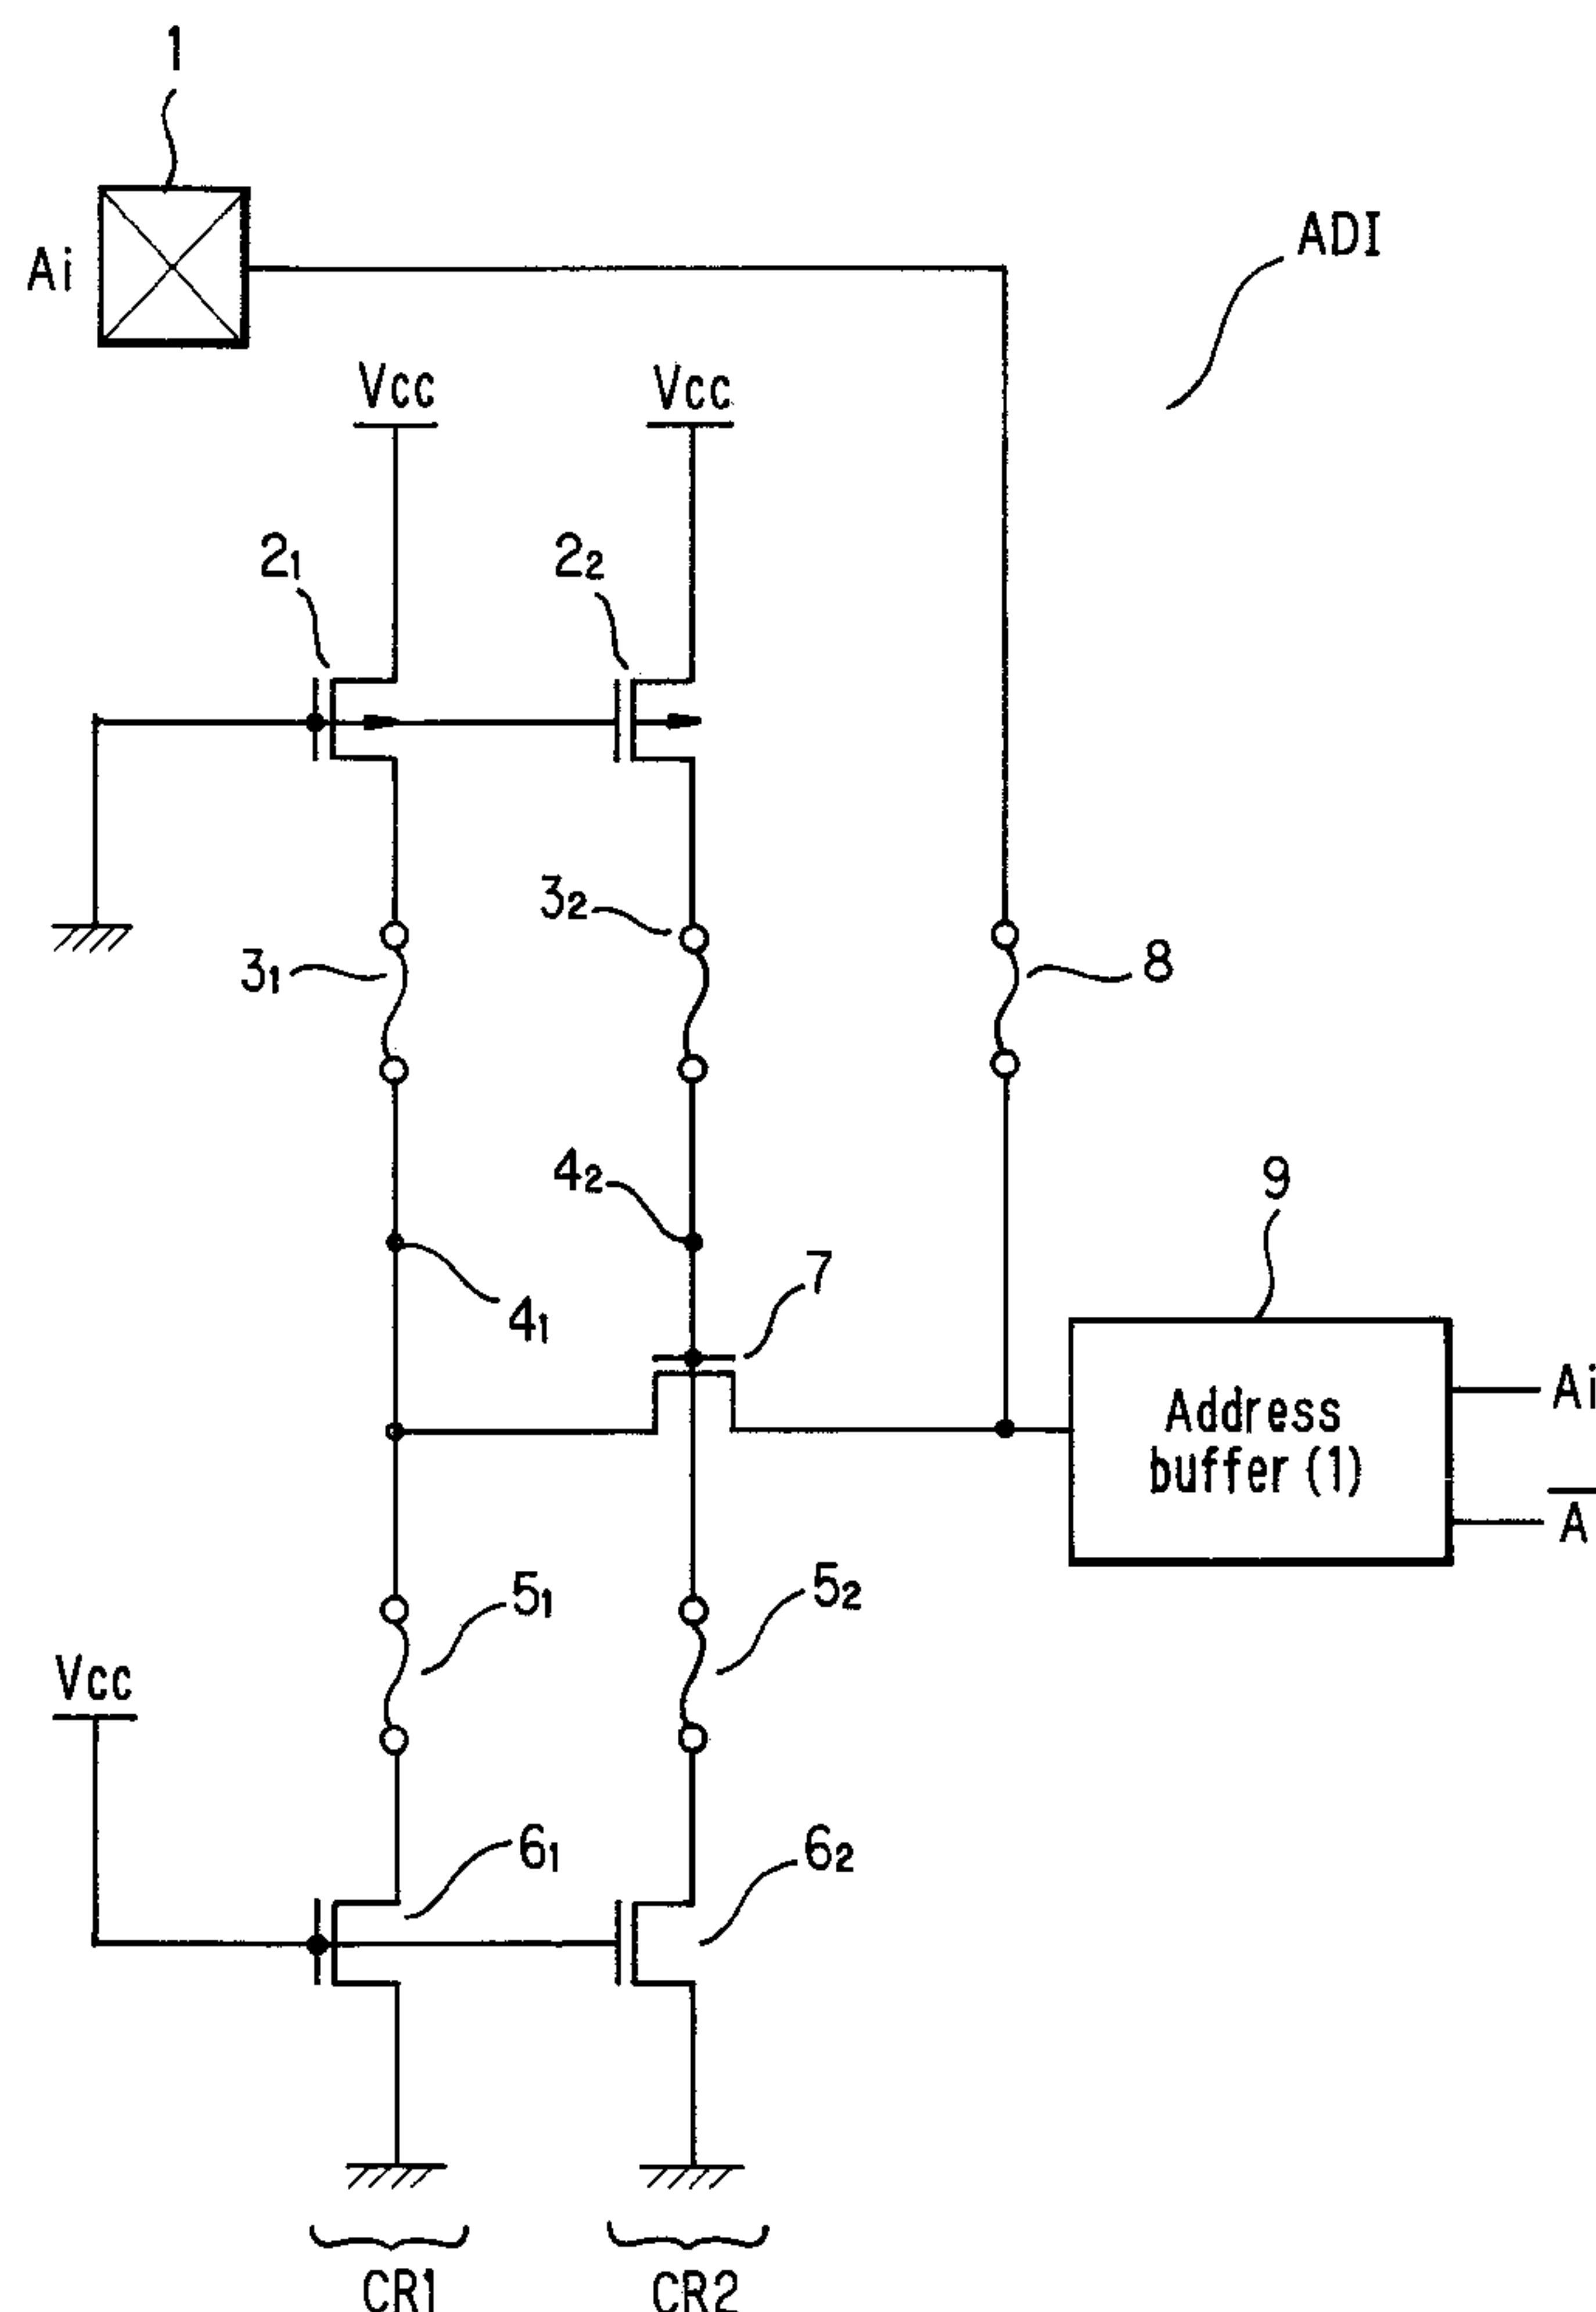 1
Ai
ADI
Vcc
Vcc
2₁
2₂
3₂
3₁
8
4₂
9
7
4₁
Address
buffer (1)
Ai
A
5₁
5₂
Vcc
6₁
6₂
CR1
CR2